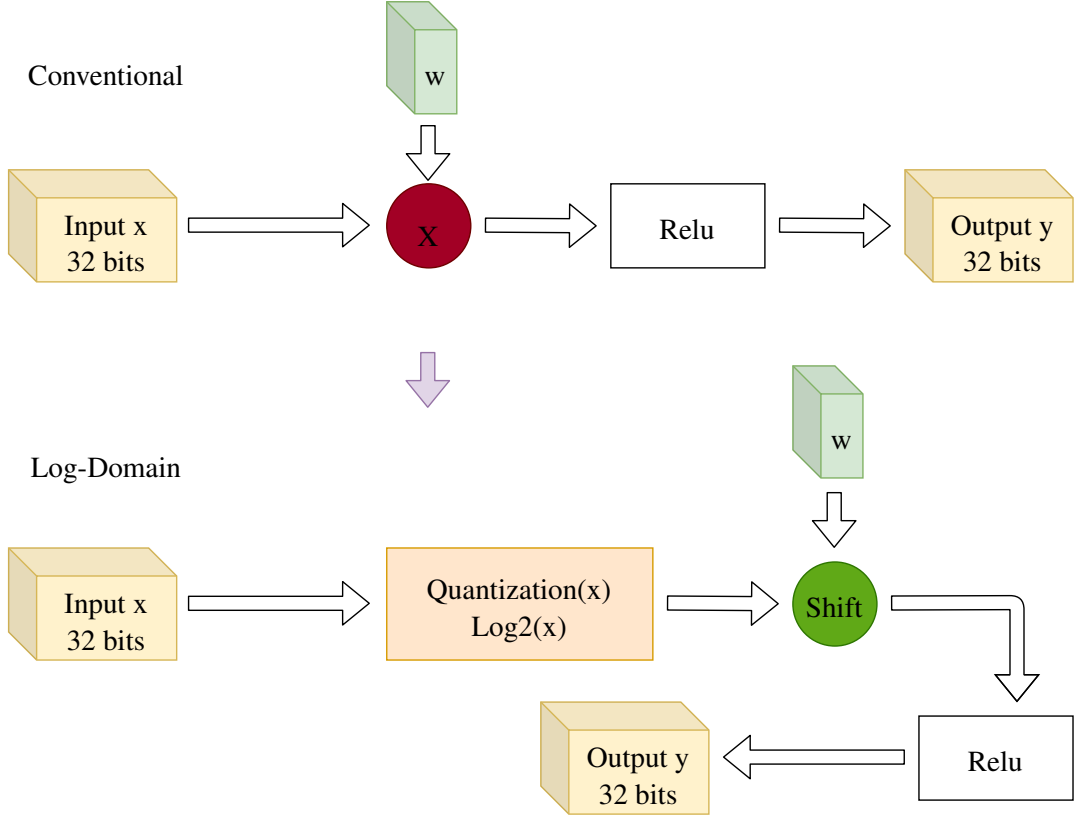 Conventional
w
Input x
32 bits
X
Relu
Output y
32 bits
Log-Domain
w
Input x
32 bits
Quantization(x)
Log2(x)
Shift
Output y
32 bits
Relu